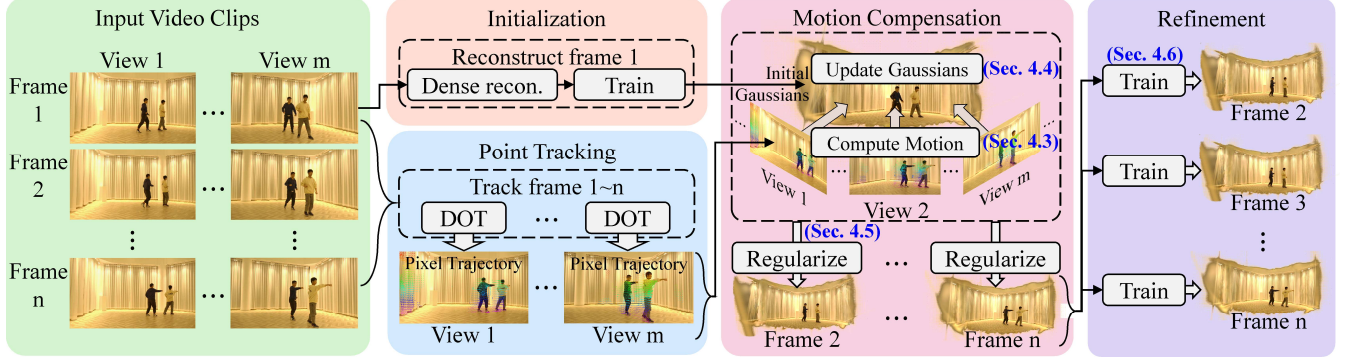 Input Video Clips
View 1
View m
Frame
1
...
Frame
2
...
⋮
⋮
Frame
n
...
Initialization
Reconstruct frame 1
Dense recon.
Train
Point Tracking
Track frame 1~n
DOT
...
DOT
Pixel Trajectory
...
Pixel Trajectory
View 1
View m
Motion Compensation
Initial
Gaussians
Update Gaussians
(Sec. 4.4)
...
...
Compute Motion
(Sec. 4.3)
View 1
...
View 2
...
View m
(Sec. 4.5)
Regularize
...
Regularize
Frame 2
...
Frame n
Refinement
(Sec. 4.6)
Train
Frame 2
Train
Frame 3
⋮
Train
Frame n